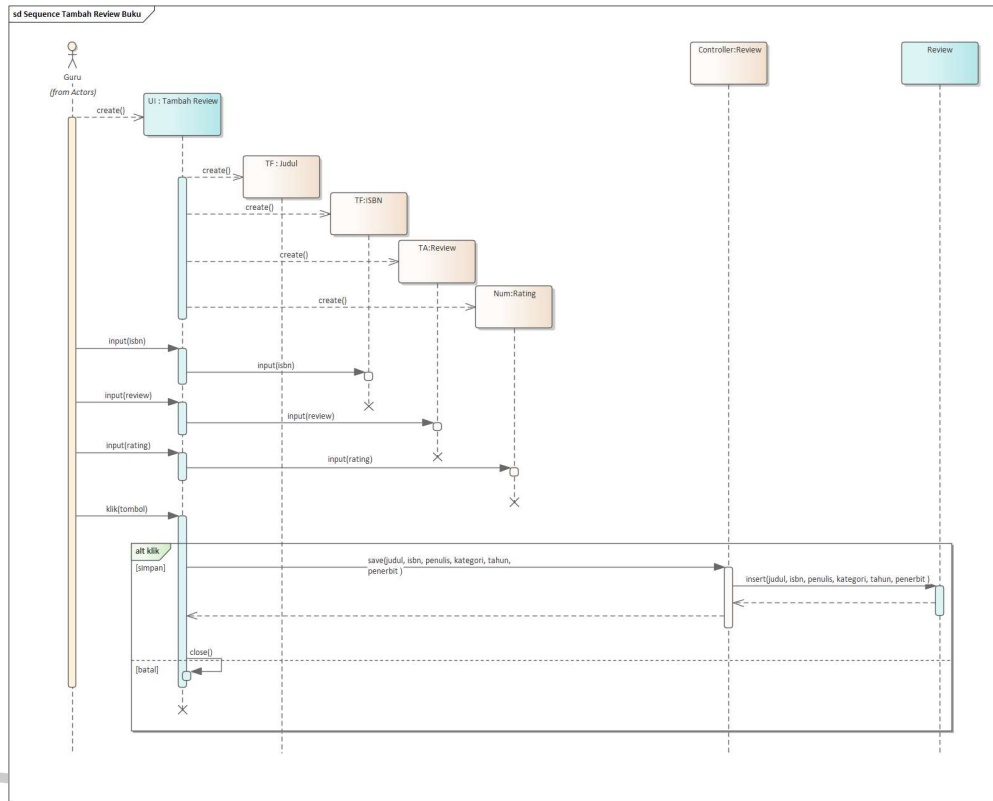 sd Sequence Tambah Review Buku
Guru
(from Actors)
Controller:Review
Review
create()
UI : Tambah Review
create()
TF : Judul
create()
TF:ISBN
create()
TA:Review
create()
Num:Rating
input(isbn)
input(isbn)
input(review)
input(review)
input(rating)
input(rating)
klik(tombol)
alt klik
[simpan]
save(judul, isbn, penulis, kategori, tahun,
penerbit )
insert(judul, isbn, penulis, kategori, tahun, penerbit )
close()
[batal]